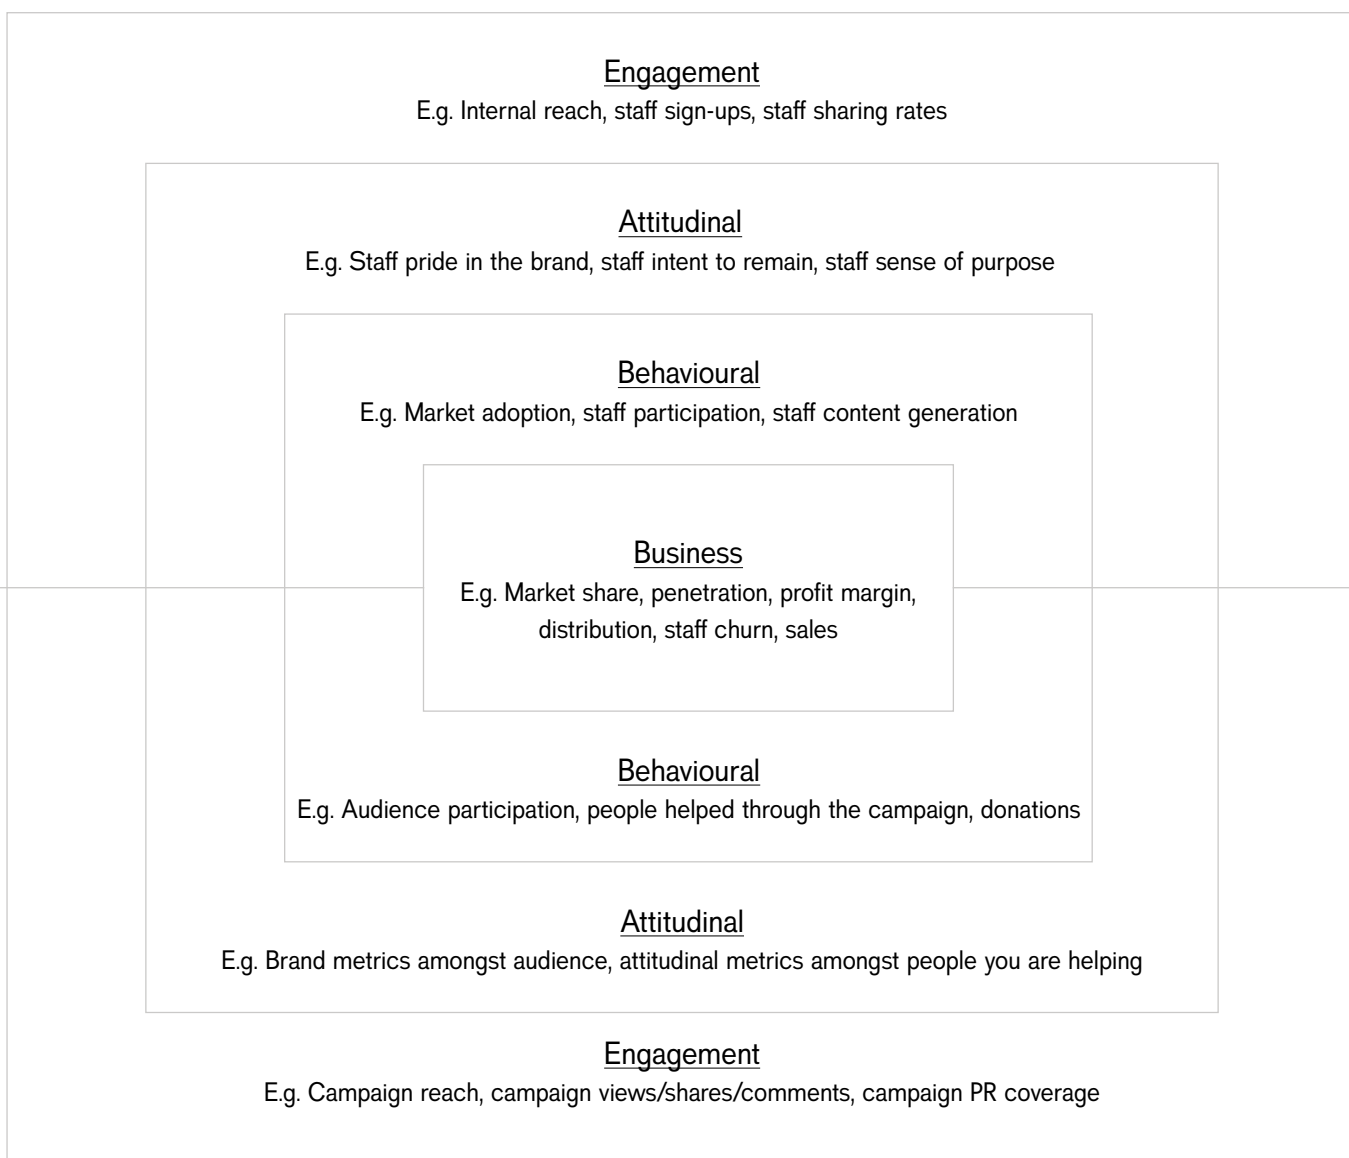 Engagement
E.g. Internal reach, staff sign-ups, staff sharing rates
Attitudinal
E.g. Staff pride in the brand, staff intent to remain, staff sense of purpose
Behavioural
E.g. Market adoption, staff participation, staff content generation
Business
E.g. Market share, penetration, profit margin,
distribution, staff churn, sales
Behavioural
E.g. Audience participation, people helped through the campaign, donations
Attitudinal
E.g. Brand metrics amongst audience, attitudinal metrics amongst people you are helping
Engagement
E.g. Campaign reach, campaign views/shares/comments, campaign PR coverage